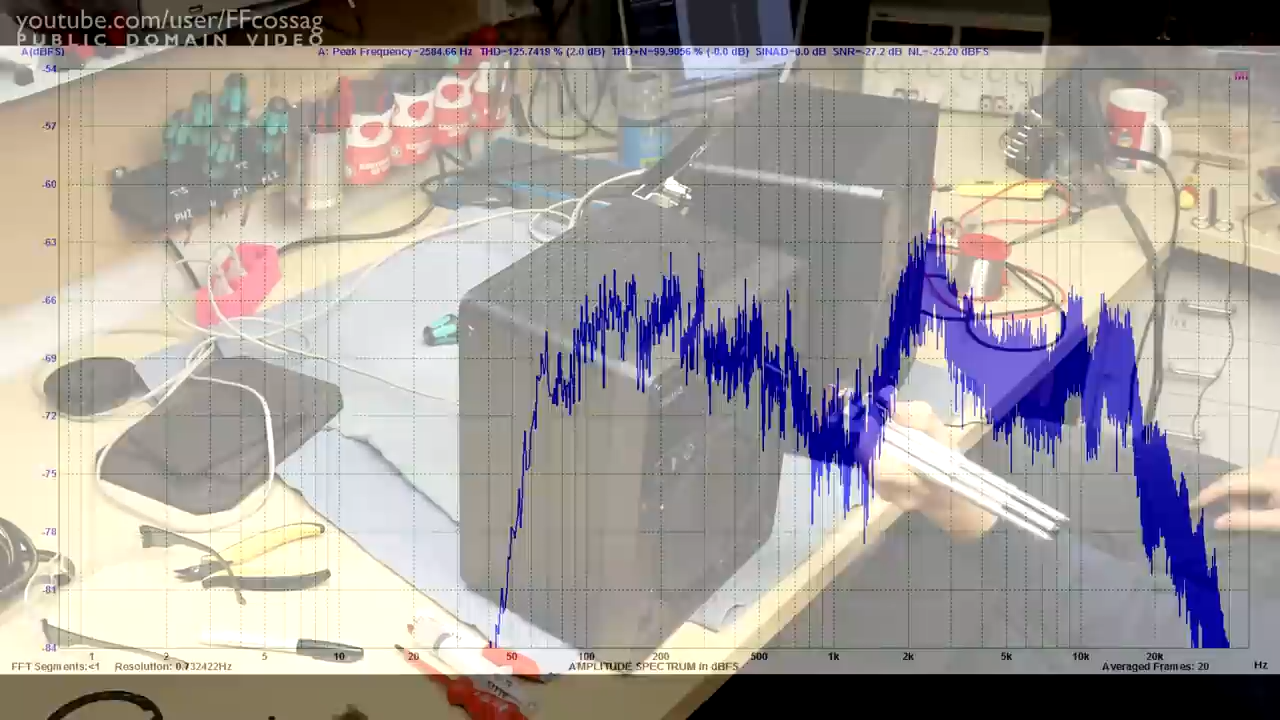 youtube.com/user/FFcossag
PUBLIC DOMAIN VIDEO
A(dBFS) A: Peak Frequency=2584.66 Hz THD=125.7419 % (2.0 dB) THD+N=99.9056 % (-0.0 dB) SINAD=0.0 dB SNR=-27.2 dB NL=-25.20 dBFS
-54
-57
-60
PH2 PH1
-63
-66
-69
-72
-75
-78
-81
-84
1 2 5 10 20 50 100 200 500 1k 2k 5k 10k 20k Hz
FFT Segments:<1 Resolution: 0.732422Hz AMPLITUDE SPECTRUM in dBFS Averaged Frames: 20